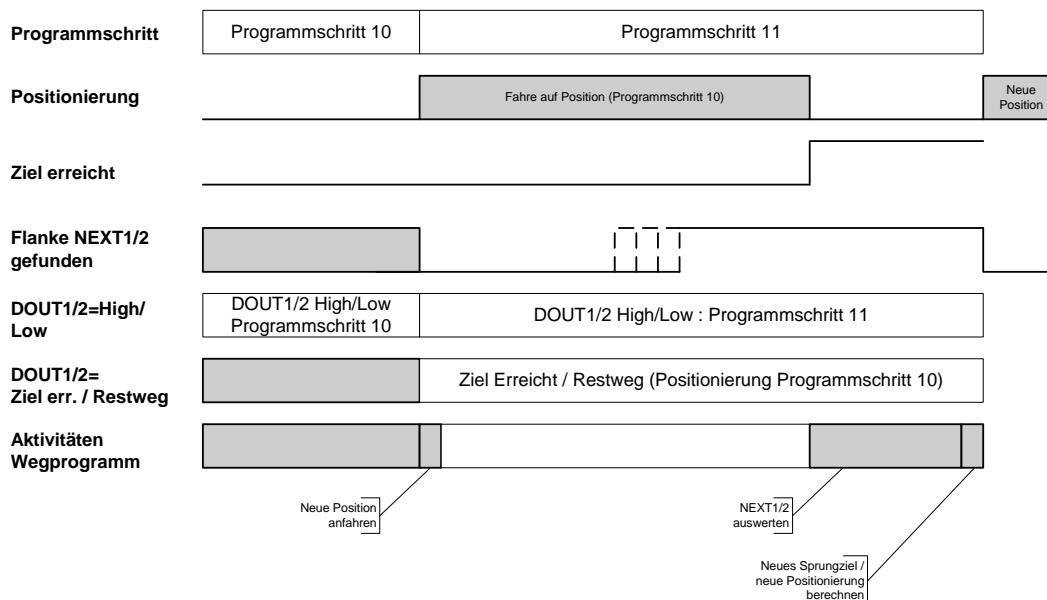 Programmschritt
Programmschritt 10
Programmschritt 11
Positionierung
Fahre auf Position (Programmschritt 10)
Neue
Position
Ziel erreicht
Flanke NEXT1/2
gefunden
DOUT1/2=High/
Low
DOUT1/2 High/Low
Programmschritt 10
DOUT1/2 High/Low : Programmschritt 11
DOUT1/2=
Ziel err. / Restweg
Ziel Erreicht / Restweg (Positionierung Programmschritt 10)
Aktivitäten
Wegprogramm
Neue Position
anfahren
NEXT1/2
auswerten
Neues Sprungziel /
neue Positionierung
berechnen